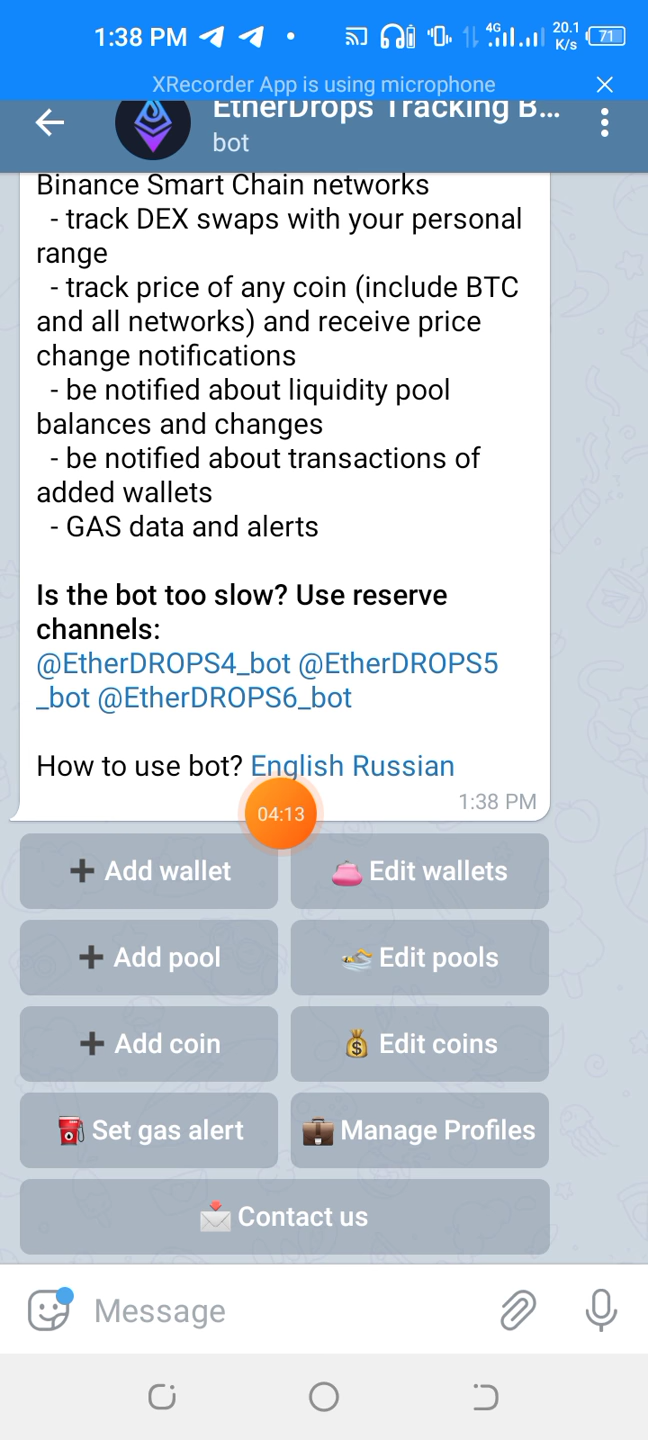 1:38 PM
4G
20.1
K/s
71
XRecorder App is using microphone
EtherDrops Tracking B...
bot
Binance Smart Chain networks
- track DEX swaps with your personal
range
- track price of any coin (include BTC
and all networks) and receive price
change notifications
- be notified about liquidity pool
balances and changes
- be notified about transactions of
added wallets
- GAS data and alerts
Is the bot too slow? Use reserve
channels:
@EtherDROPS4_bot @EtherDROPS5
_bot @EtherDROPS6_bot
How to use bot? English Russian
1:38 PM
04:13
Add wallet
Edit wallets
Add pool
Edit pools
Add coin
Edit coins
Set gas alert
Manage Profiles
Contact us
Message